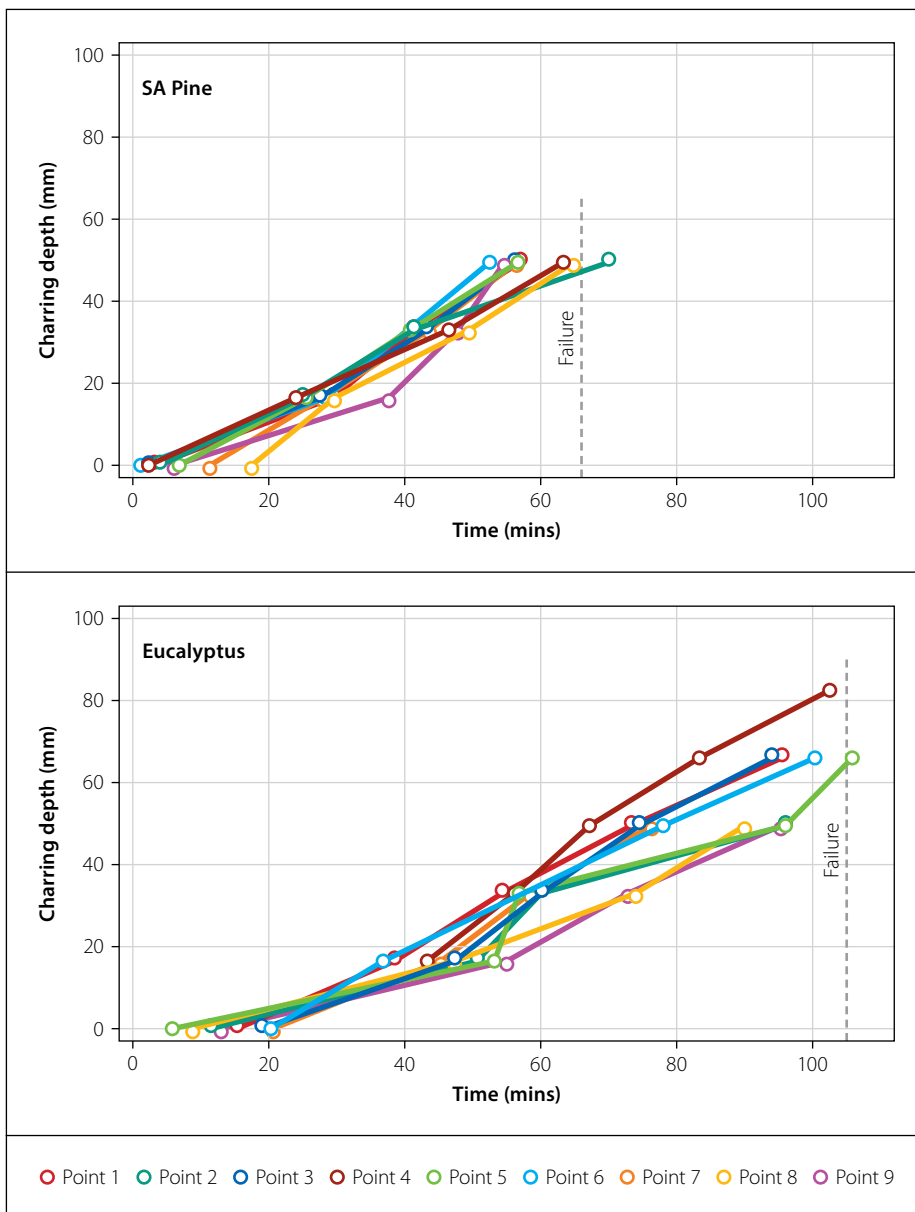 SA Pine
100
80
60
40
20
0
Charring depth (mm)
Failure
0 20 40 60 80 100
Time (mins)
Eucalyptus
100
80
60
40
20
0
Charring depth (mm)
Failure
0 20 40 60 80 100
Time (mins)
Point 1 Point 2 Point 3 Point 4 Point 5 Point 6 Point 7 Point 8 Point 9